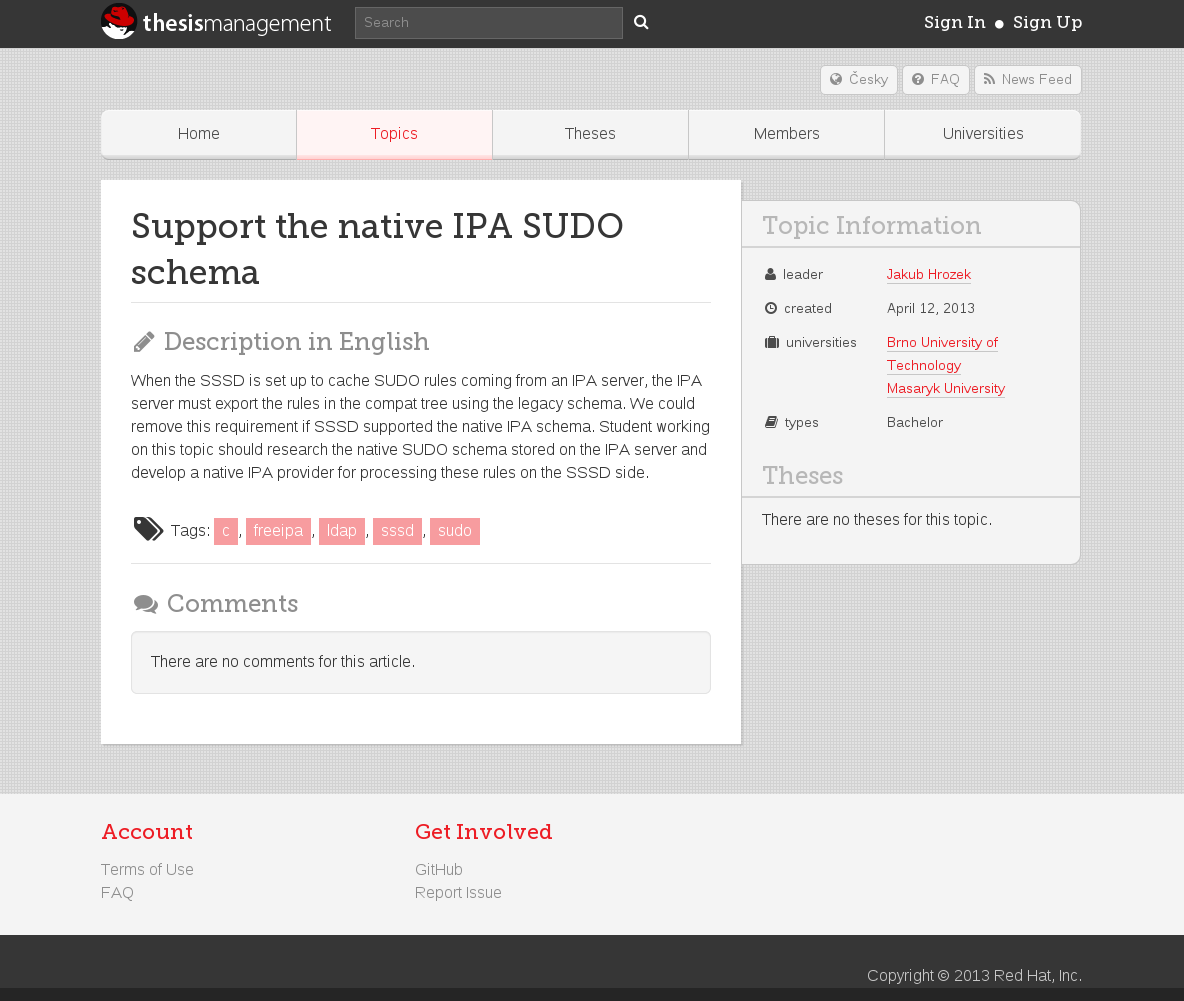 thesismanagement
Search
Sign In ● Sign Up
Česky
FAQ
News Feed
Home
Topics
Theses
Members
Universities
Support the native IPA SUDO
schema
Description in English
When the SSSD is set up to cache SUDO rules coming from an IPA server, the IPA
server must export the rules in the compat tree using the legacy schema. We could
remove this requirement if SSSD supported the native IPA schema. Student working
on this topic should research the native SUDO schema stored on the IPA server and
develop a native IPA provider for processing these rules on the SSSD side.
Tags: c, freeipa, ldap, sssd, sudo
Comments
There are no comments for this article.
Topic Information
leader Jakub Hrozek
created April 12, 2013
universities Brno University of
Technology
Masaryk University
types Bachelor
Theses
There are no theses for this topic.
Account
Terms of Use
FAQ
Get Involved
GitHub
Report Issue
Copyright © 2013 Red Hat, Inc.